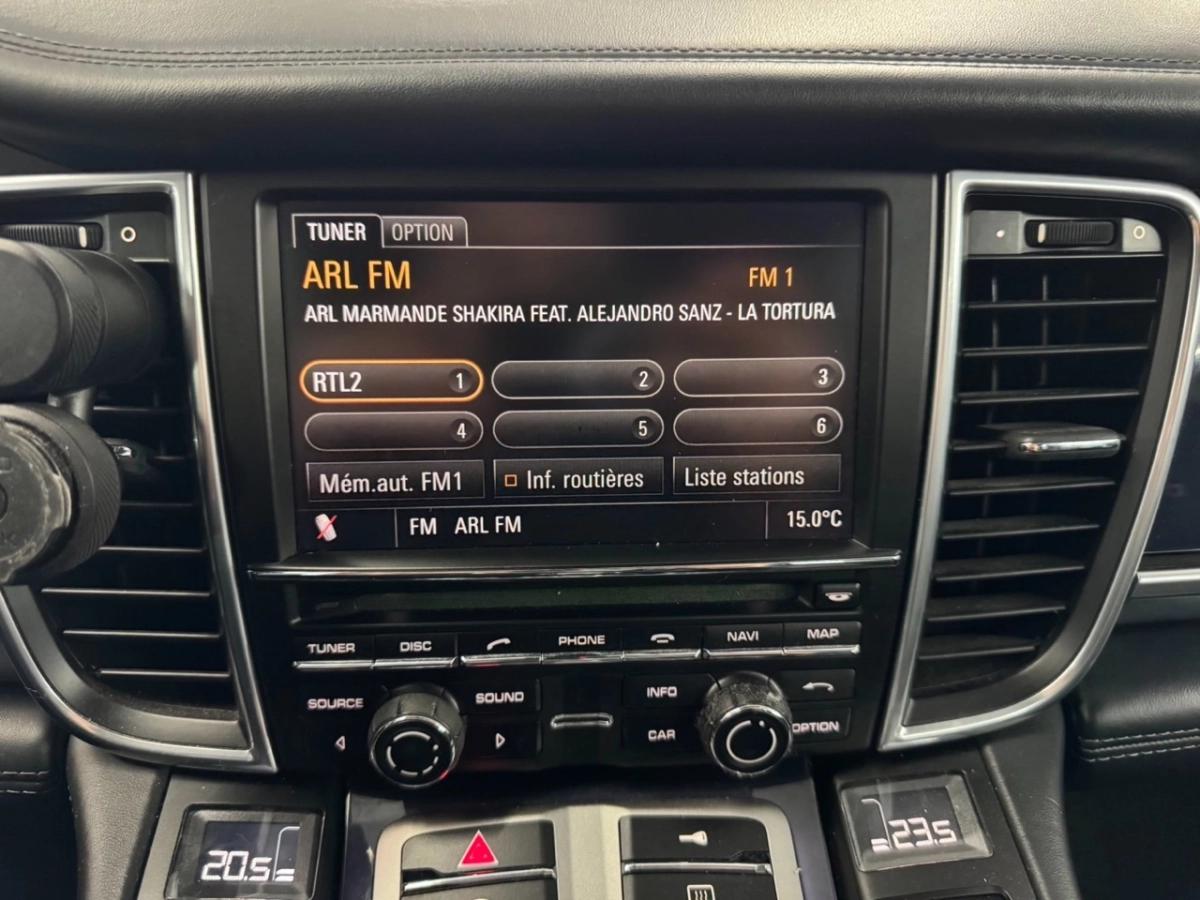 TUNER OPTION
ARL FM FM 1
ARL MARMANDE SHAKIRA FEAT. ALEJANDRO SANZ - LA TORTURA
RTL2 1 2 3
4 5 6
Mém.aut. FM1 Inf. routières Liste stations
FM ARL FM 15.0°C
TUNER DISC PHONE NAVI MAP
SOURCE SOUND INFO
CAR OPTION
20.5 23.5